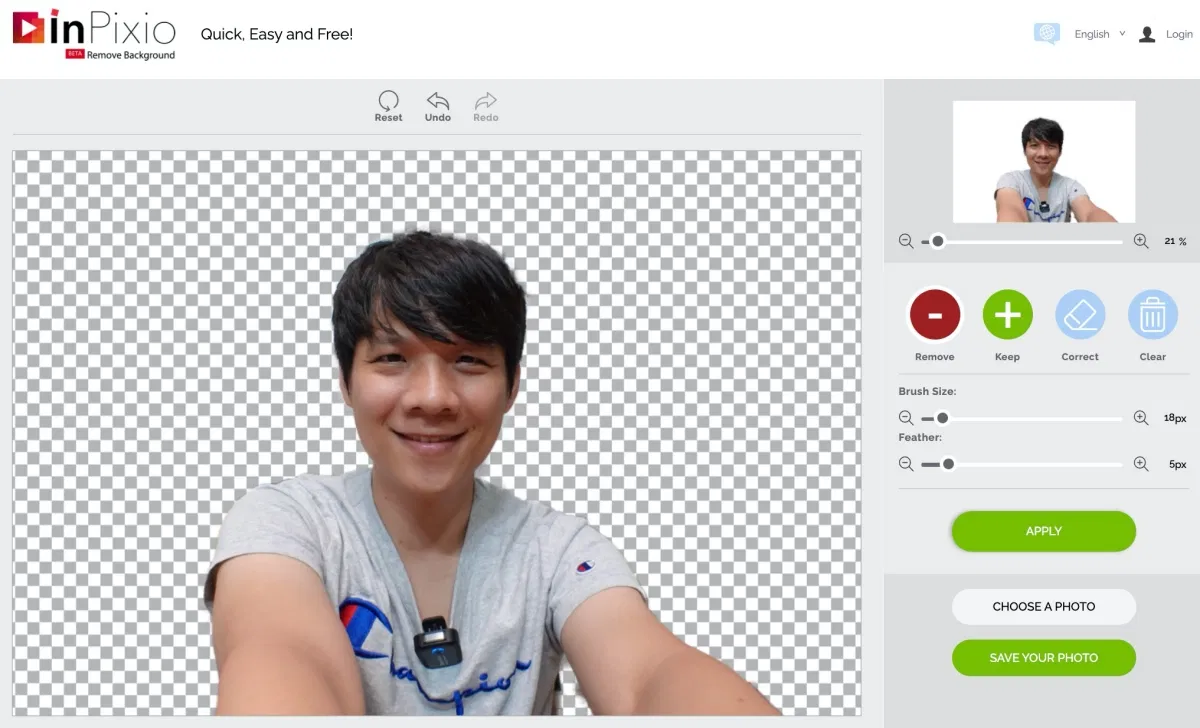 inPixio
BETA Remove Background
Quick, Easy and Free!
English
Login
Reset
Undo
Redo
Champion
21 %
Remove
Keep
Correct
Clear
Brush Size:
18px
Feather:
5px
APPLY
CHOOSE A PHOTO
SAVE YOUR PHOTO